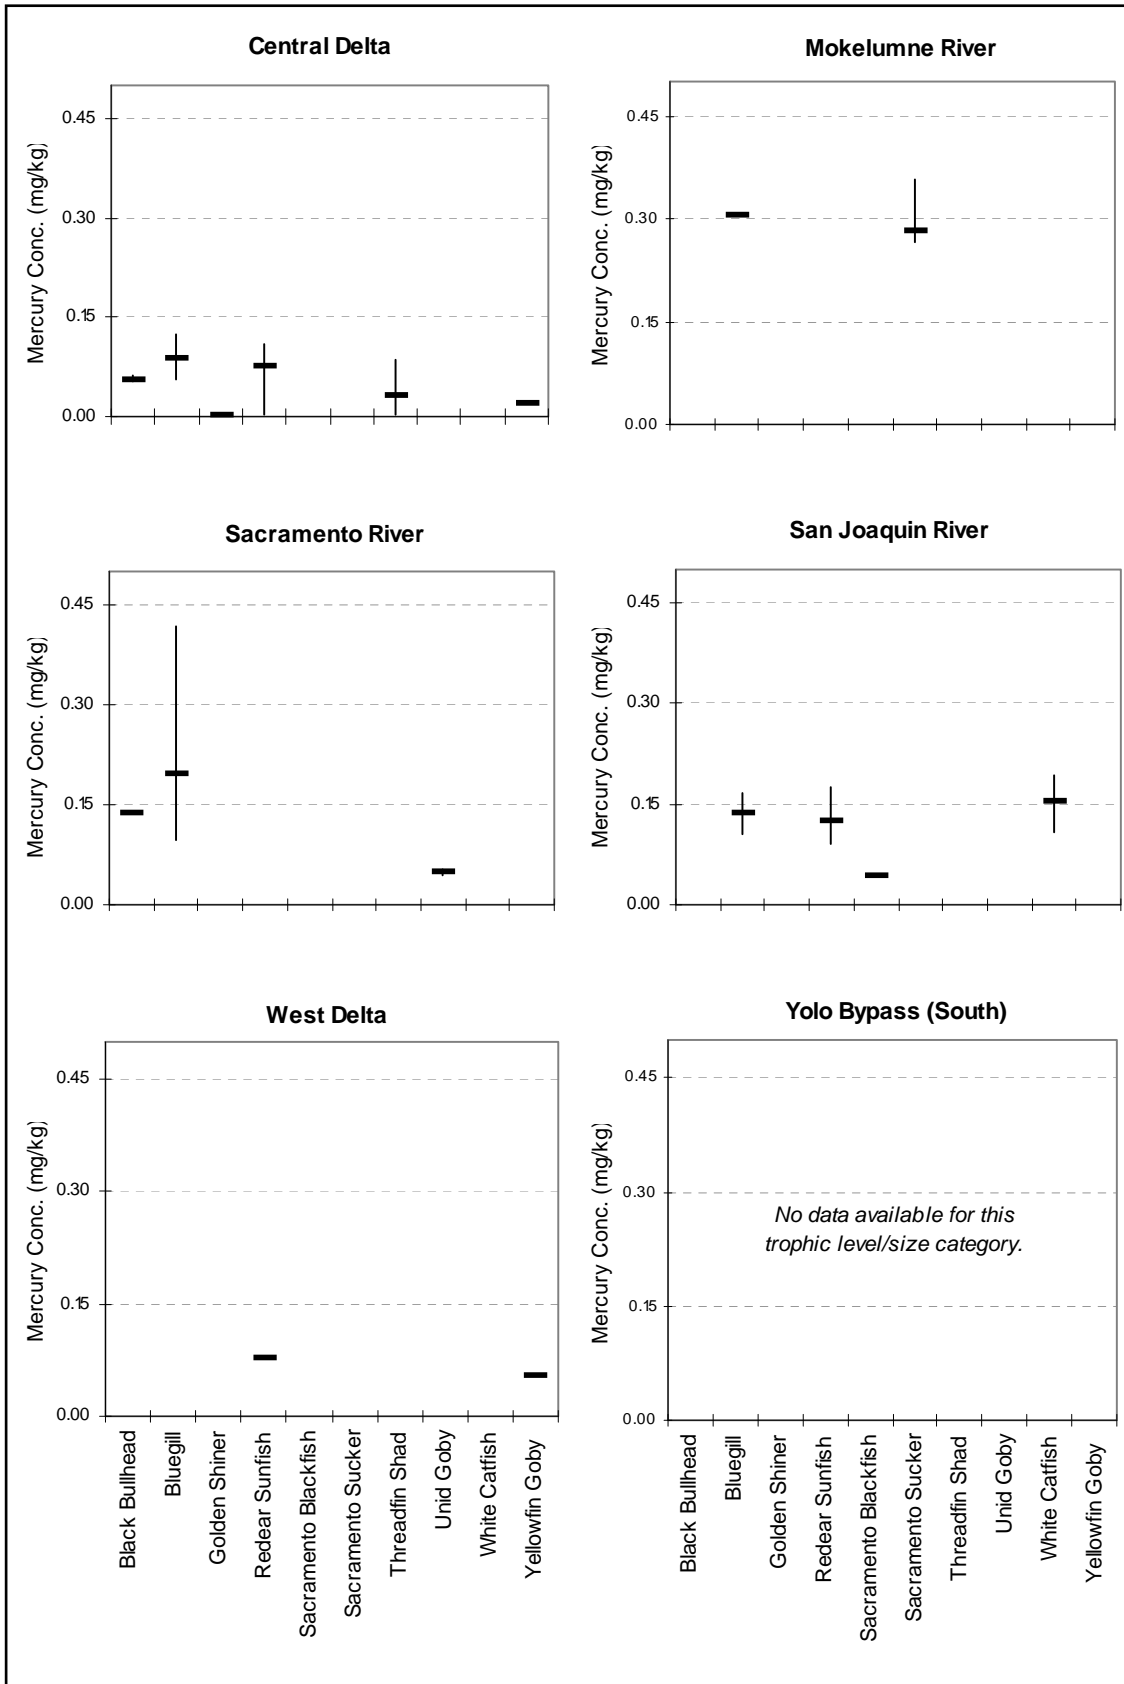 Central Delta
Mercury Conc. (mg/kg)
0.45
0.30
0.15
0.00
Mokelumne River
Mercury Conc. (mg/kg)
0.45
0.30
0.15
0.00
Sacramento River
Mercury Conc. (mg/kg)
0.45
0.30
0.15
0.00
San Joaquin River
Mercury Conc. (mg/kg)
0.45
0.30
0.15
0.00
West Delta
Mercury Conc. (mg/kg)
0.45
0.30
0.15
0.00
Black Bullhead
Bluegill
Golden Shiner
Redear Sunfish
Sacramento Blackfish
Sacramento Sucker
Threadfin Shad
Unid Goby
White Catfish
Yellowfin Goby
Yolo Bypass (South)
Mercury Conc. (mg/kg)
0.45
0.30
0.15
0.00
No data available for this
trophic level/size category.
Black Bullhead
Bluegill
Golden Shiner
Redear Sunfish
Sacramento Blackfish
Sacramento Sucker
Threadfin Shad
Unid Goby
White Catfish
Yellowfin Goby